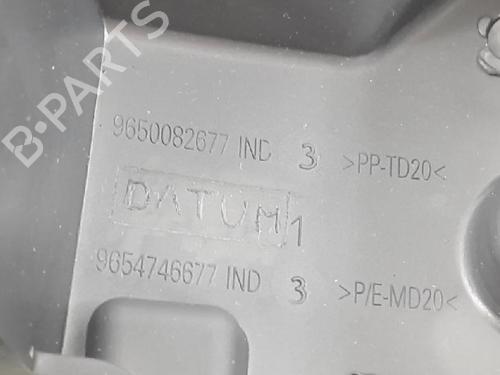 B-PARTS
9650082677 IND 3 >PP-TD20<
DATUM 1
9654746677 IND 3 >P/E-MD20<